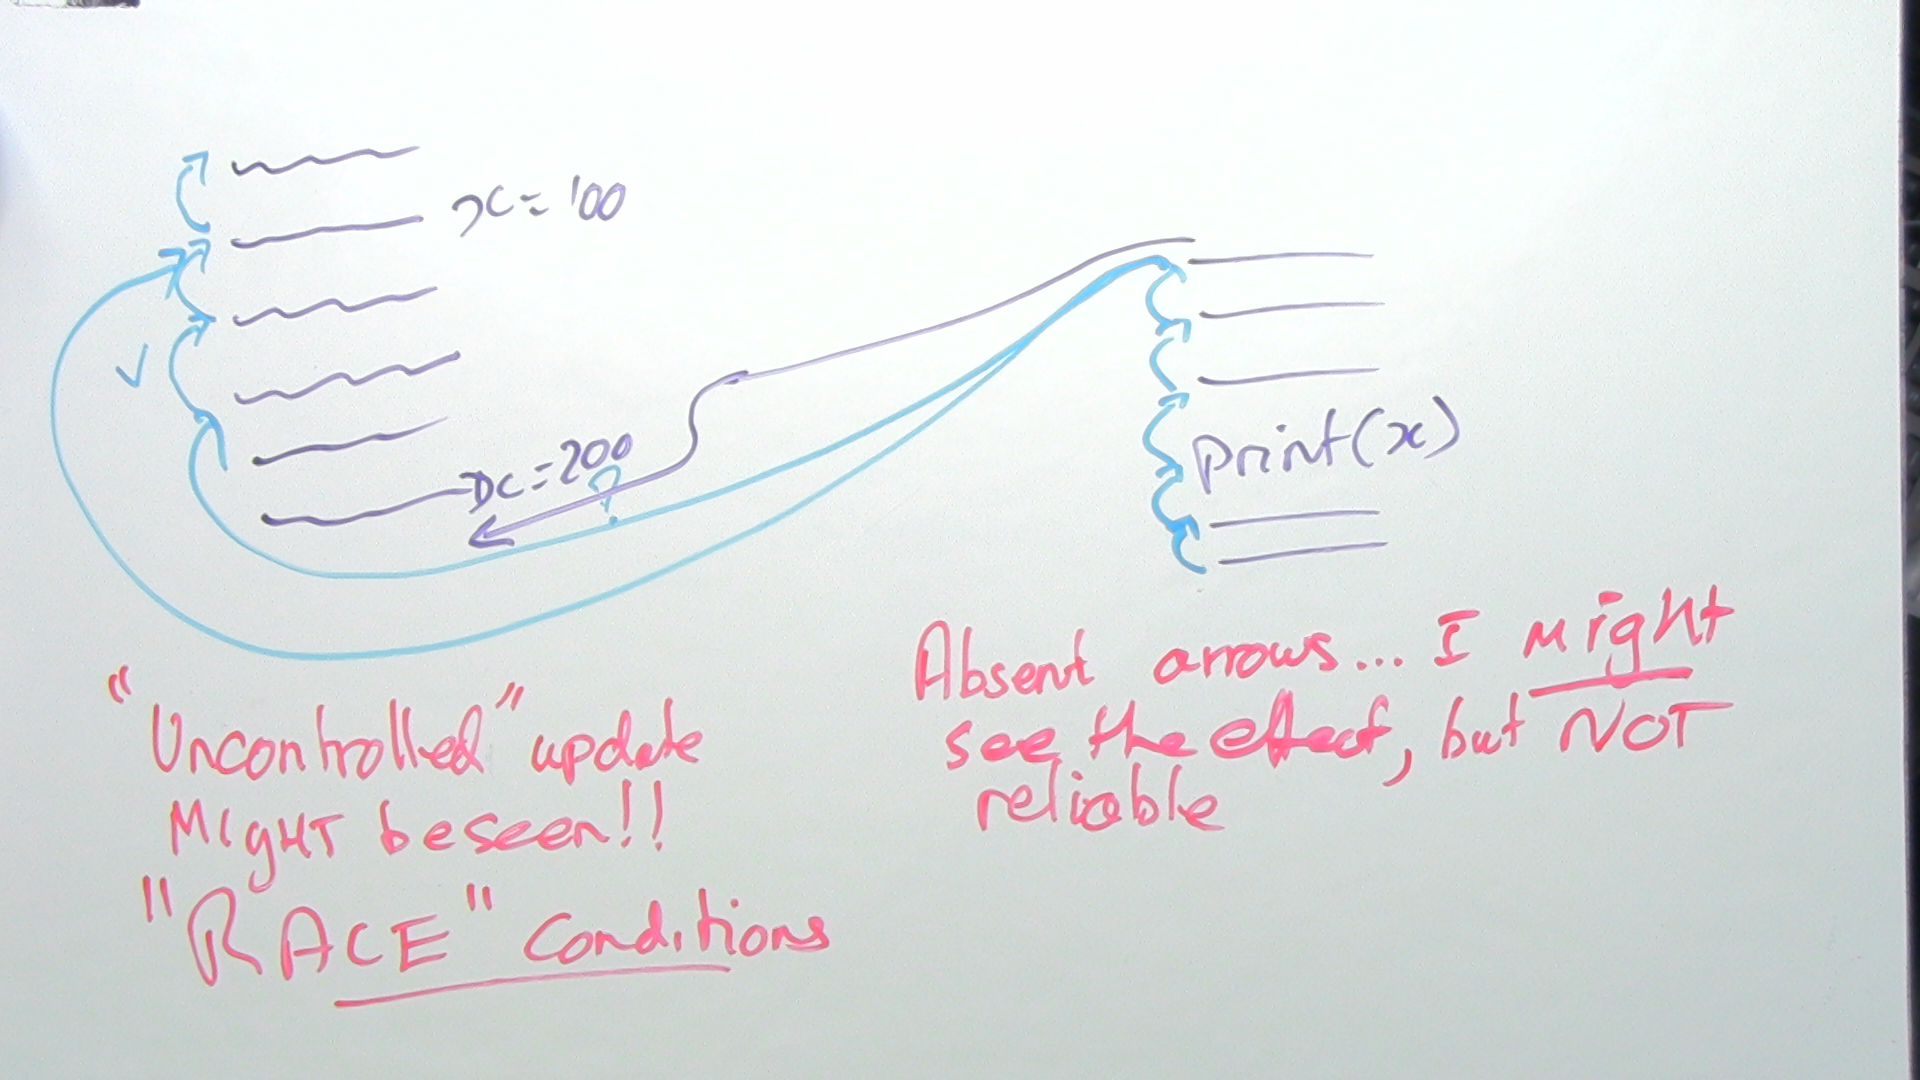 x = 100
x = 200
?
print(x)
"Uncontrolled" update
MigHT be seen!!
"RACE" Conditions
Absent arrows... I Might
see the effect, but NOT
reliable